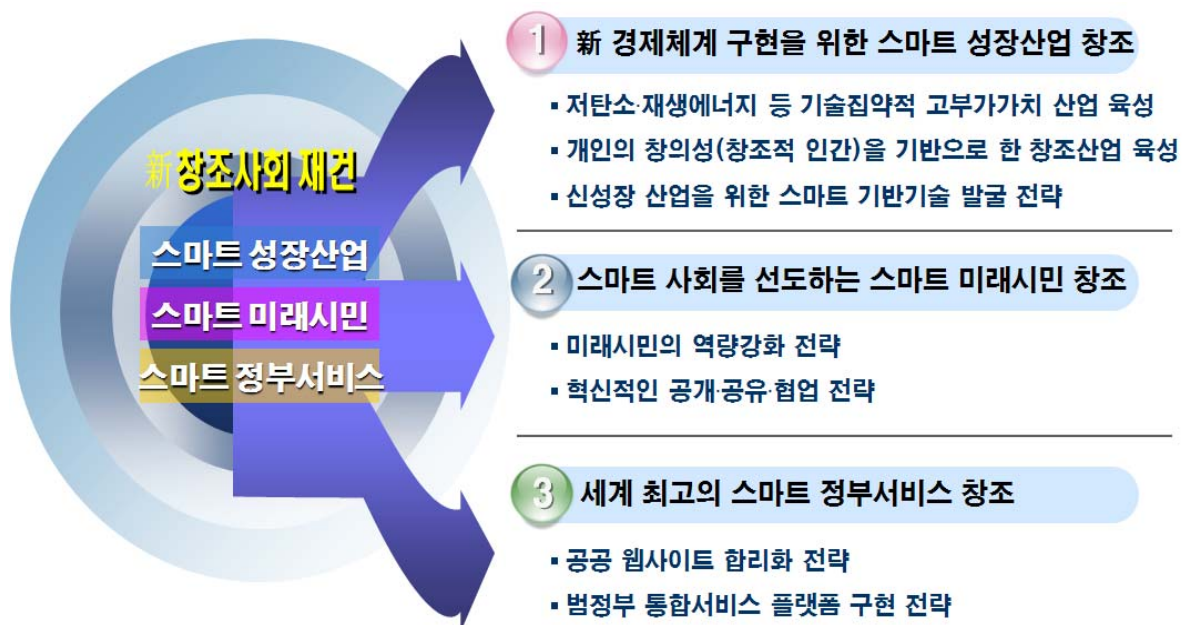 新 창조사회 재건
스마트 성장산업
스마트 미래시민
스마트 정부서비스
1 新 경제체계 구현을 위한 스마트 성장산업 창조
▪ 저탄소·재생에너지 등 기술집약적 고부가가치 산업 육성
▪ 개인의 창의성(창조적 인간)을 기반으로 한 창조산업 육성
▪ 신성장 산업을 위한 스마트 기반기술 발굴 전략
2 스마트 사회를 선도하는 스마트 미래시민 창조
▪ 미래시민의 역량강화 전략
▪ 혁신적인 공개·공유·협업 전략
3 세계 최고의 스마트 정부서비스 창조
▪ 공공 웹사이트 합리화 전략
▪ 범정부 통합서비스 플랫폼 구현 전략